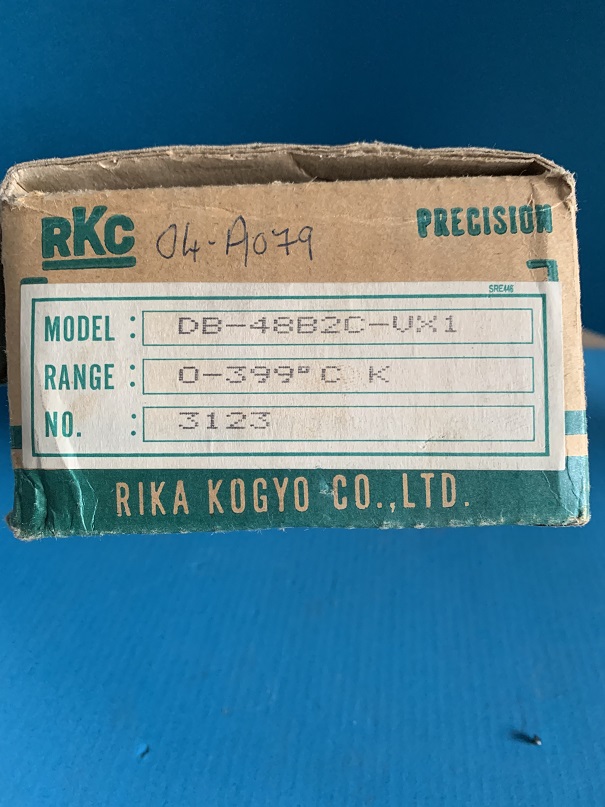 RKC 04-A079 PRECISION
SRE446
MODEL : DB-48B2C-VX1
RANGE : 0-399°C K
NO. : 3123
RIKA KOGYO CO.,LTD.